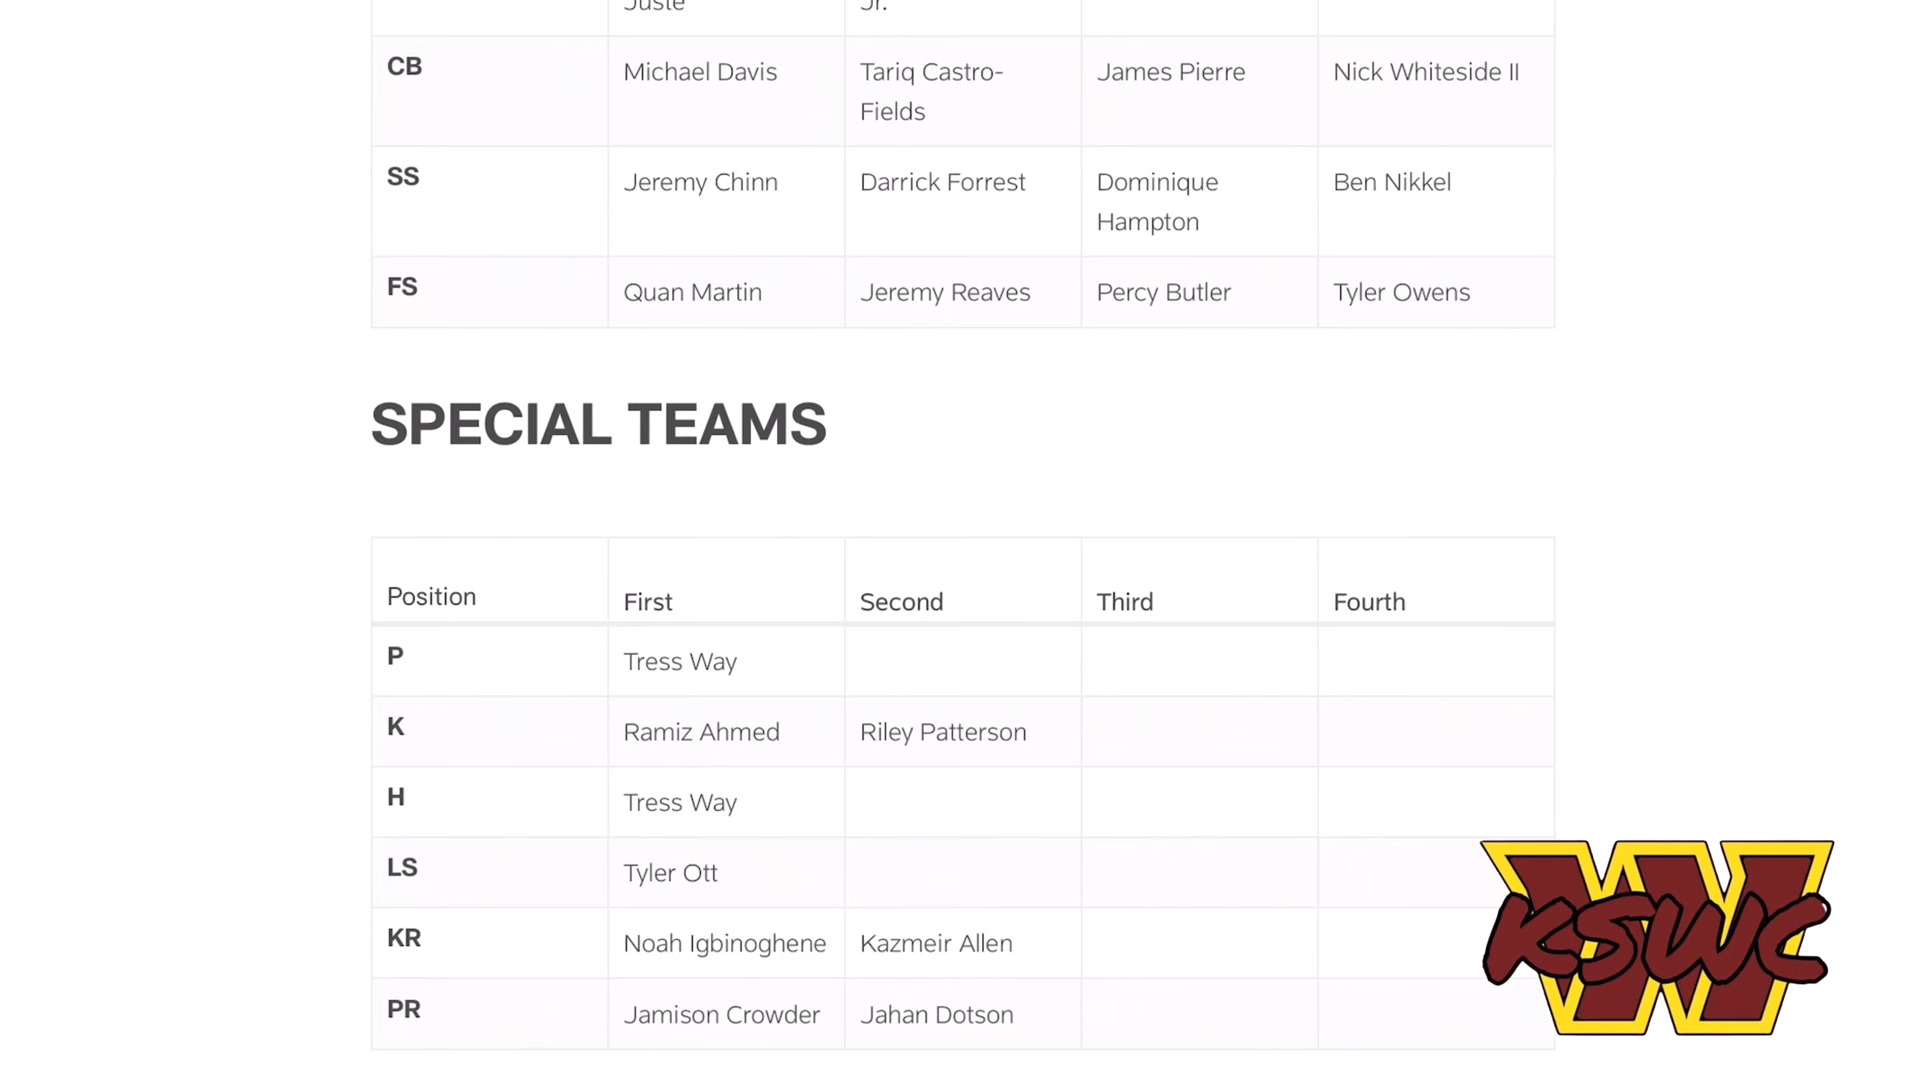 Juste Jr.
CB Michael Davis Tariq Castro- James Pierre Nick Whiteside II
Fields
SS Jeremy Chinn Darrick Forrest Dominique Ben Nikkel
Hampton
FS Quan Martin Jeremy Reaves Percy Butler Tyler Owens
SPECIAL TEAMS
Position First Second Third Fourth
P Tress Way
K Ramiz Ahmed Riley Patterson
H Tress Way
LS Tyler Ott
KR Noah Igbinoghene Kazmeir Allen
PR Jamison Crowder Jahan Dotson
W
KSWC